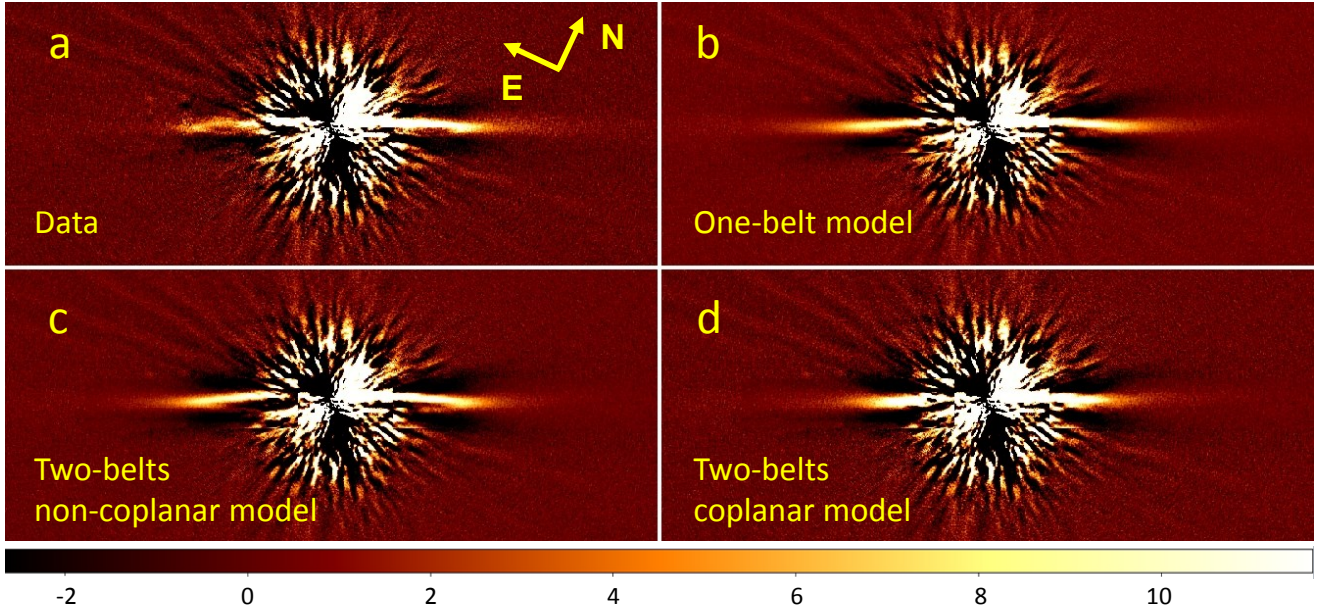 a
N
E
Data
b
One-belt model
c
Two-belts
non-coplanar model
d
Two-belts
coplanar model
-2 0 2 4 6 8 10